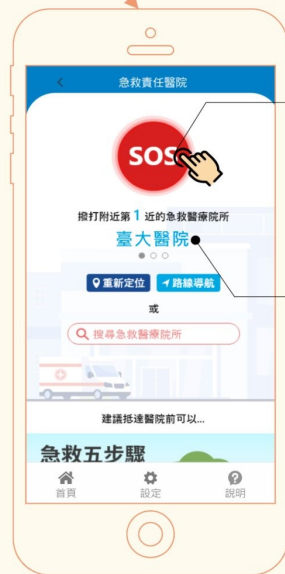 急救責任醫院
SOS
撥打附近第 1 近的急救醫療院所
臺大醫院
重新定位 路線導航
或
搜尋急救醫療院所
建議抵達醫院前可以...
急救五步驟
首頁 設定 說明